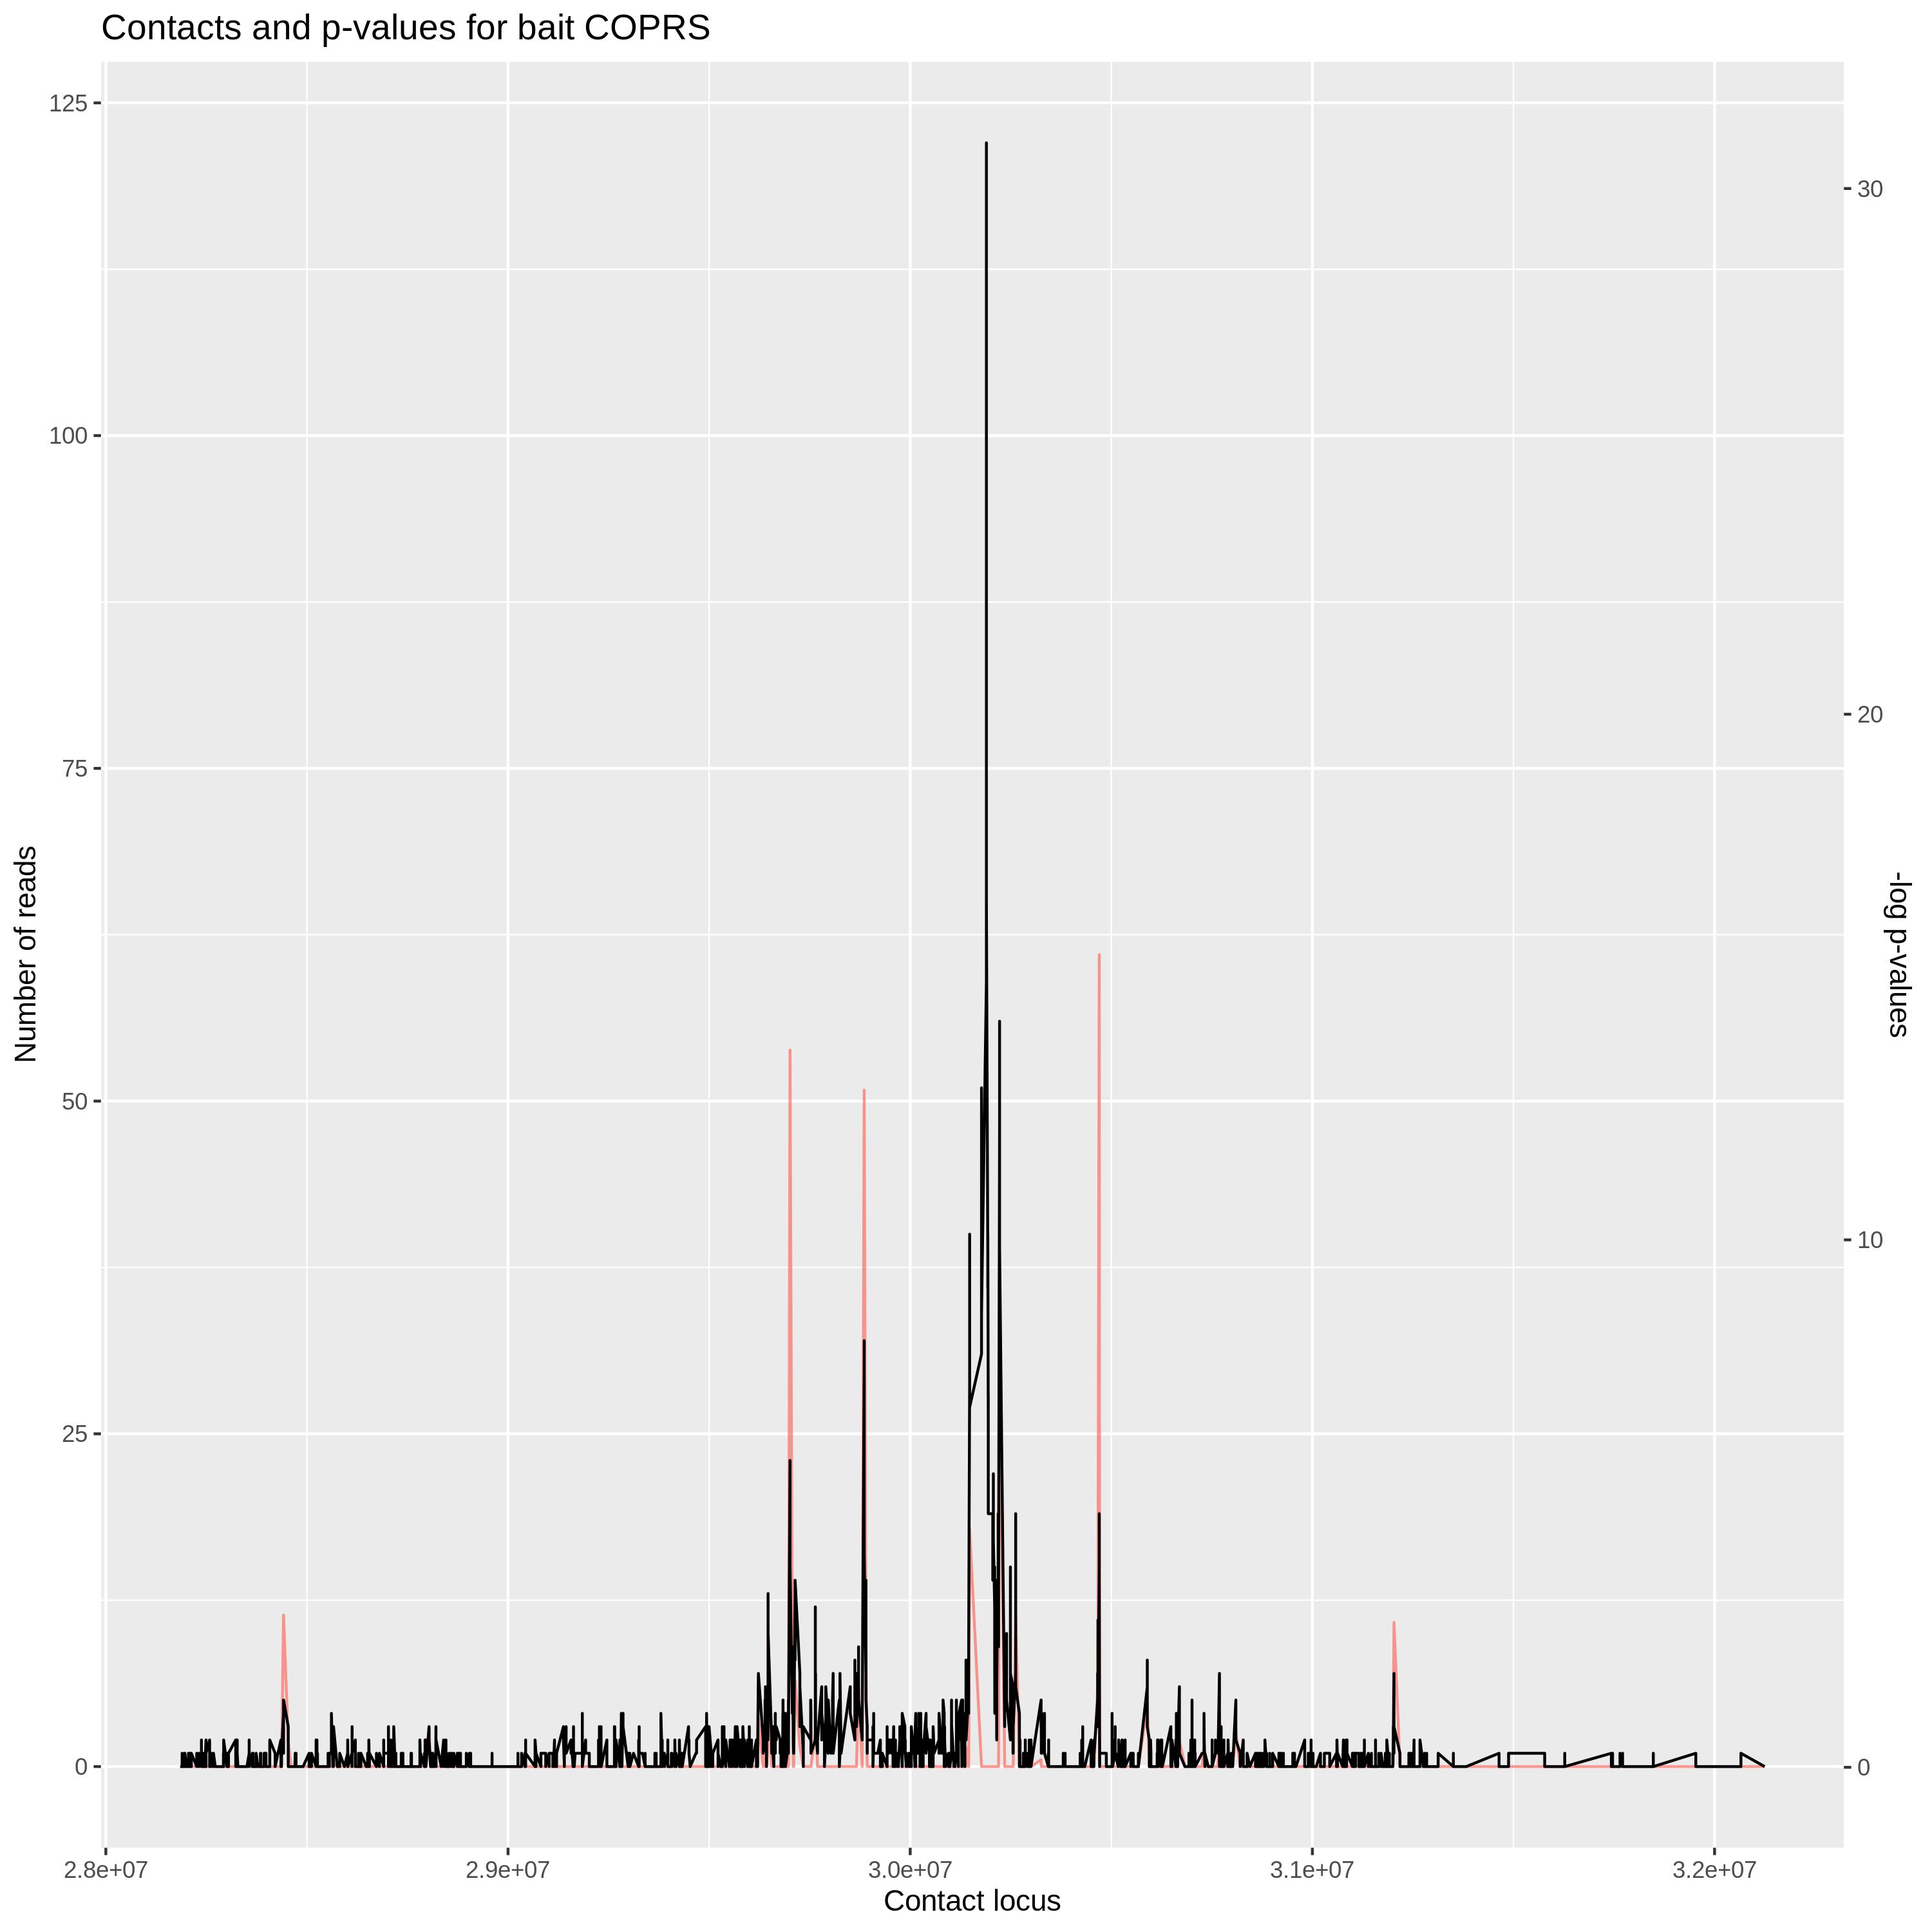 Contacts and p-values for bait COPRS
125
100
75
50
25
0
Number of reads
30
20
10
0
-log p-values
2.8e+07 2.9e+07 3.0e+07 3.1e+07 3.2e+07
Contact locus